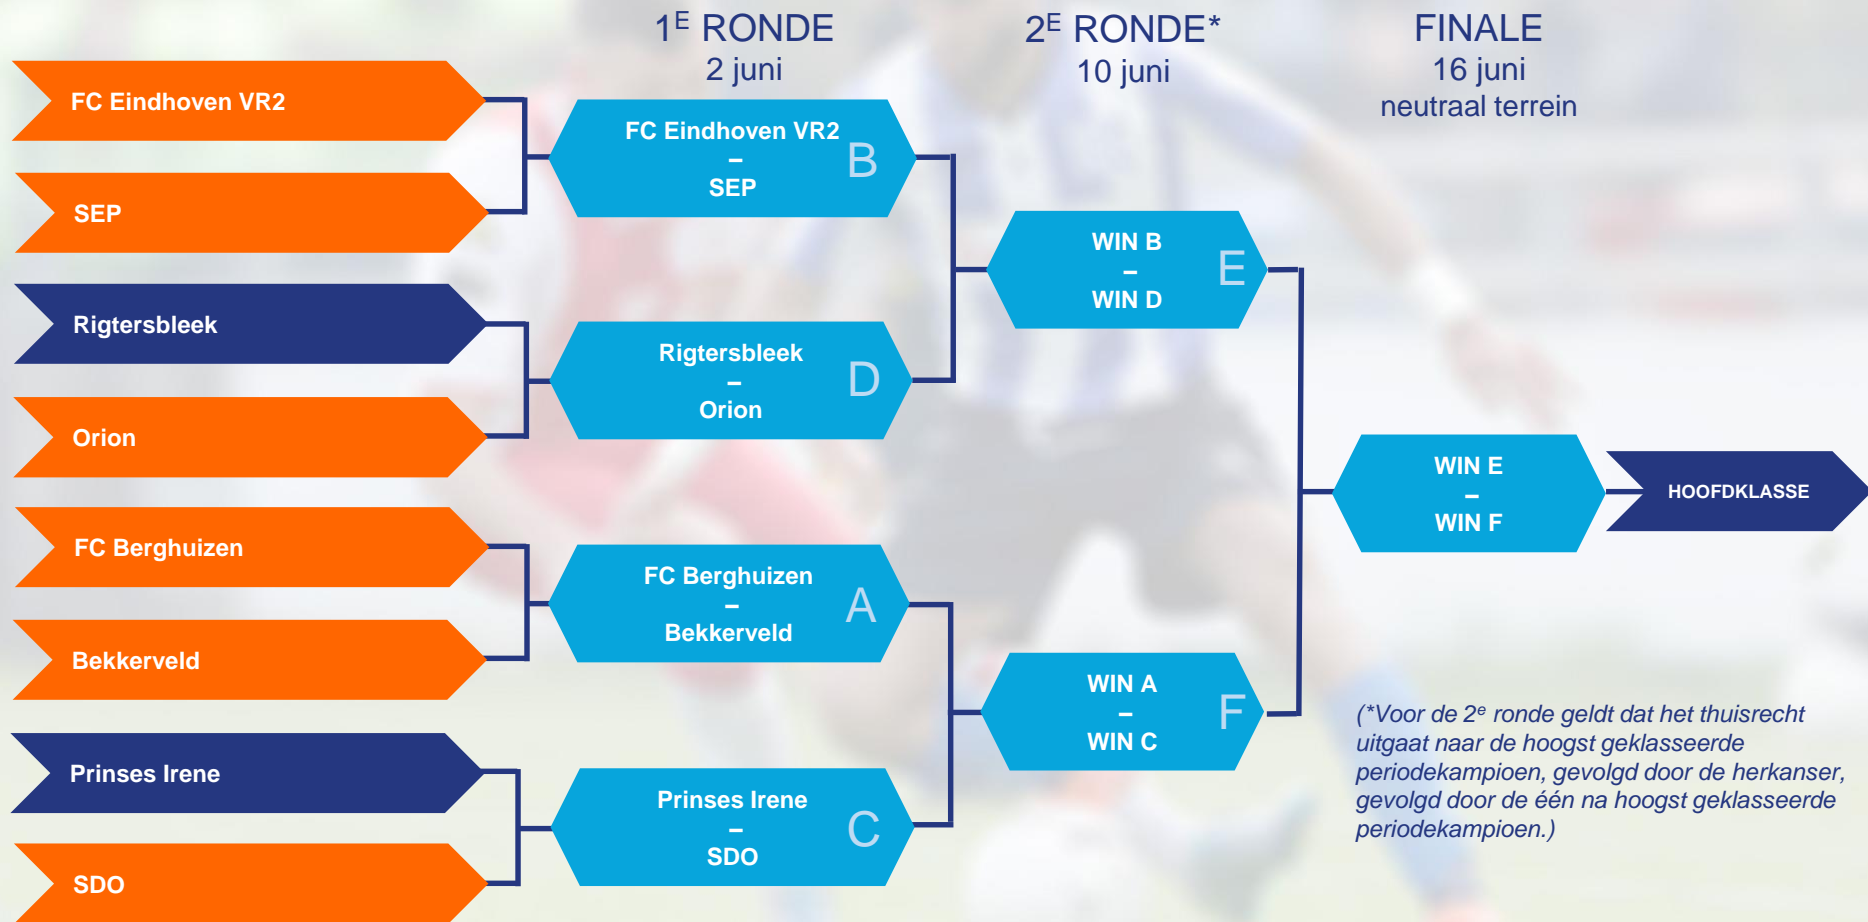 1E RONDE
2 juni
2E RONDE*
10 juni
FINALE
16 juni
neutraal terrein
FC Eindhoven VR2
SEP
Rigtersbleek
Orion
FC Berghuizen
Bekkerveld
Prinses Irene
SDO
FC Eindhoven VR2
–
SEP
B
Rigtersbleek
–
Orion
D
FC Berghuizen
–
Bekkerveld
A
Prinses Irene
–
SDO
C
WIN B
–
WIN D
E
WIN A
–
WIN C
F
WIN E
–
WIN F
HOOFDKLASSE
(*Voor de 2e ronde geldt dat het thuisrecht
uitgaat naar de hoogst geklasseerde
periodekampioen, gevolgd door de herkanser,
gevolgd door de één na hoogst geklasseerde
periodekampioen.)